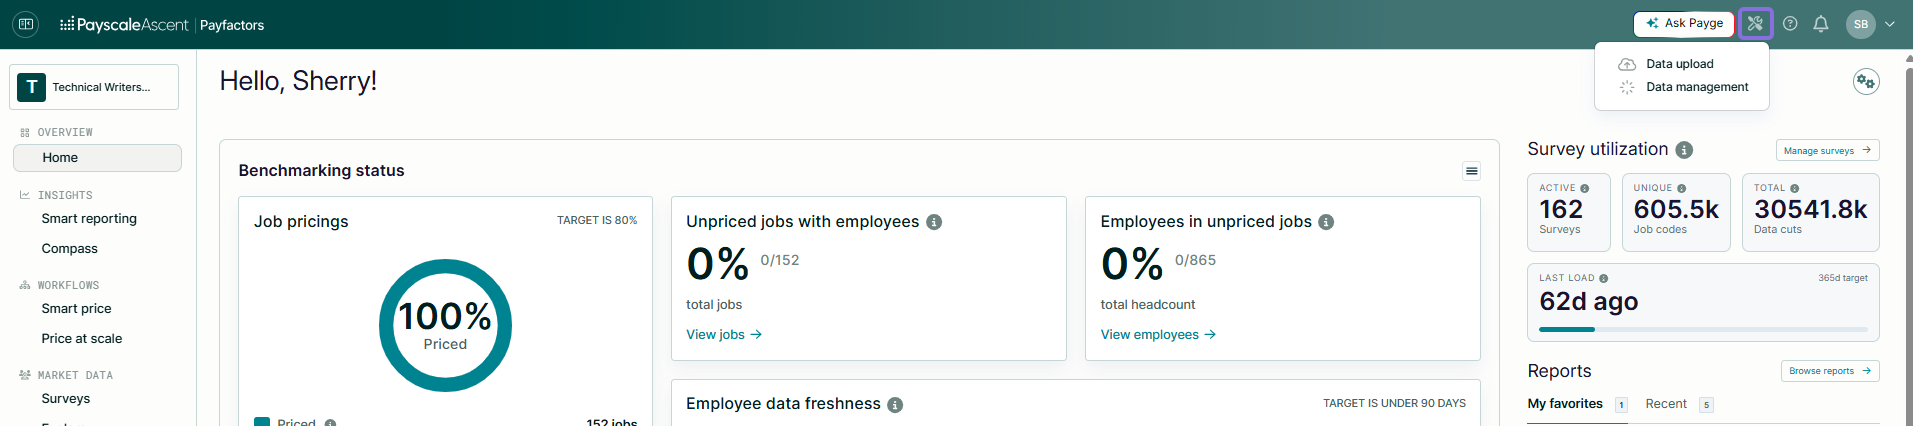 PayscaleAscent | Payfactors
Ask Payge
SB
Data upload
Data management
T
Technical Writers...
OVERVIEW
Home
INSIGHTS
Smart reporting
Compass
WORKFLOWS
Smart price
Price at scale
MARKET DATA
Surveys
Hello, Sherry!
Benchmarking status
Job pricings
TARGET IS 80%
100%
Priced
Priced
152 jobs
Unpriced jobs with employees
0% 0/152
total jobs
View jobs →
Employees in unpriced jobs
0% 0/865
total headcount
View employees →
Employee data freshness
TARGET IS UNDER 90 DAYS
Survey utilization
Manage surveys →
ACTIVE
162
Surveys
UNIQUE
605.5k
Job codes
TOTAL
30541.8k
Data cuts
LAST LOAD
365d target
62d ago
Reports
Browse reports →
My favorites 1 Recent 5